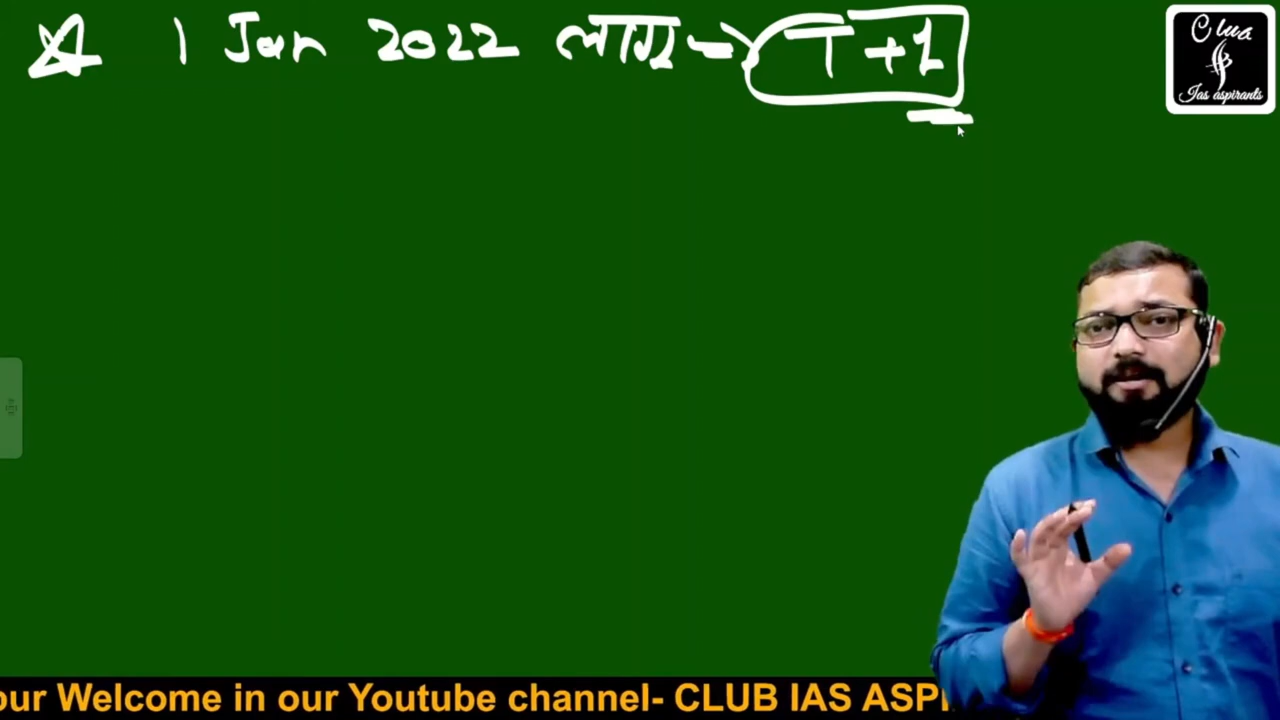 1 Jan 2022 लागू → T+1
Club
Ias aspirants
our Welcome in our Youtube channel- CLUB IAS ASPI